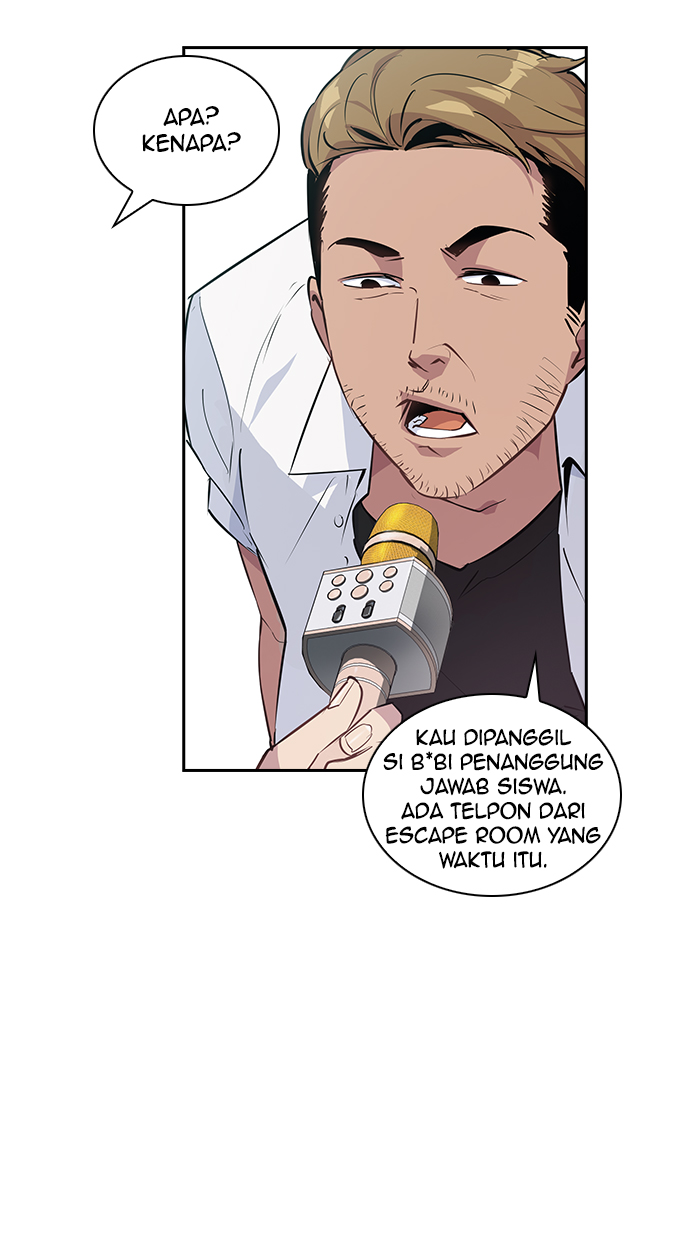 APA?
KENAPA?
KAU DIPANGGIL
SI B*BI PENANGGUNG
JAWAB SISWA.
ADA TELPON DARI
ESCAPE ROOM YANG
WAKTU ITU.